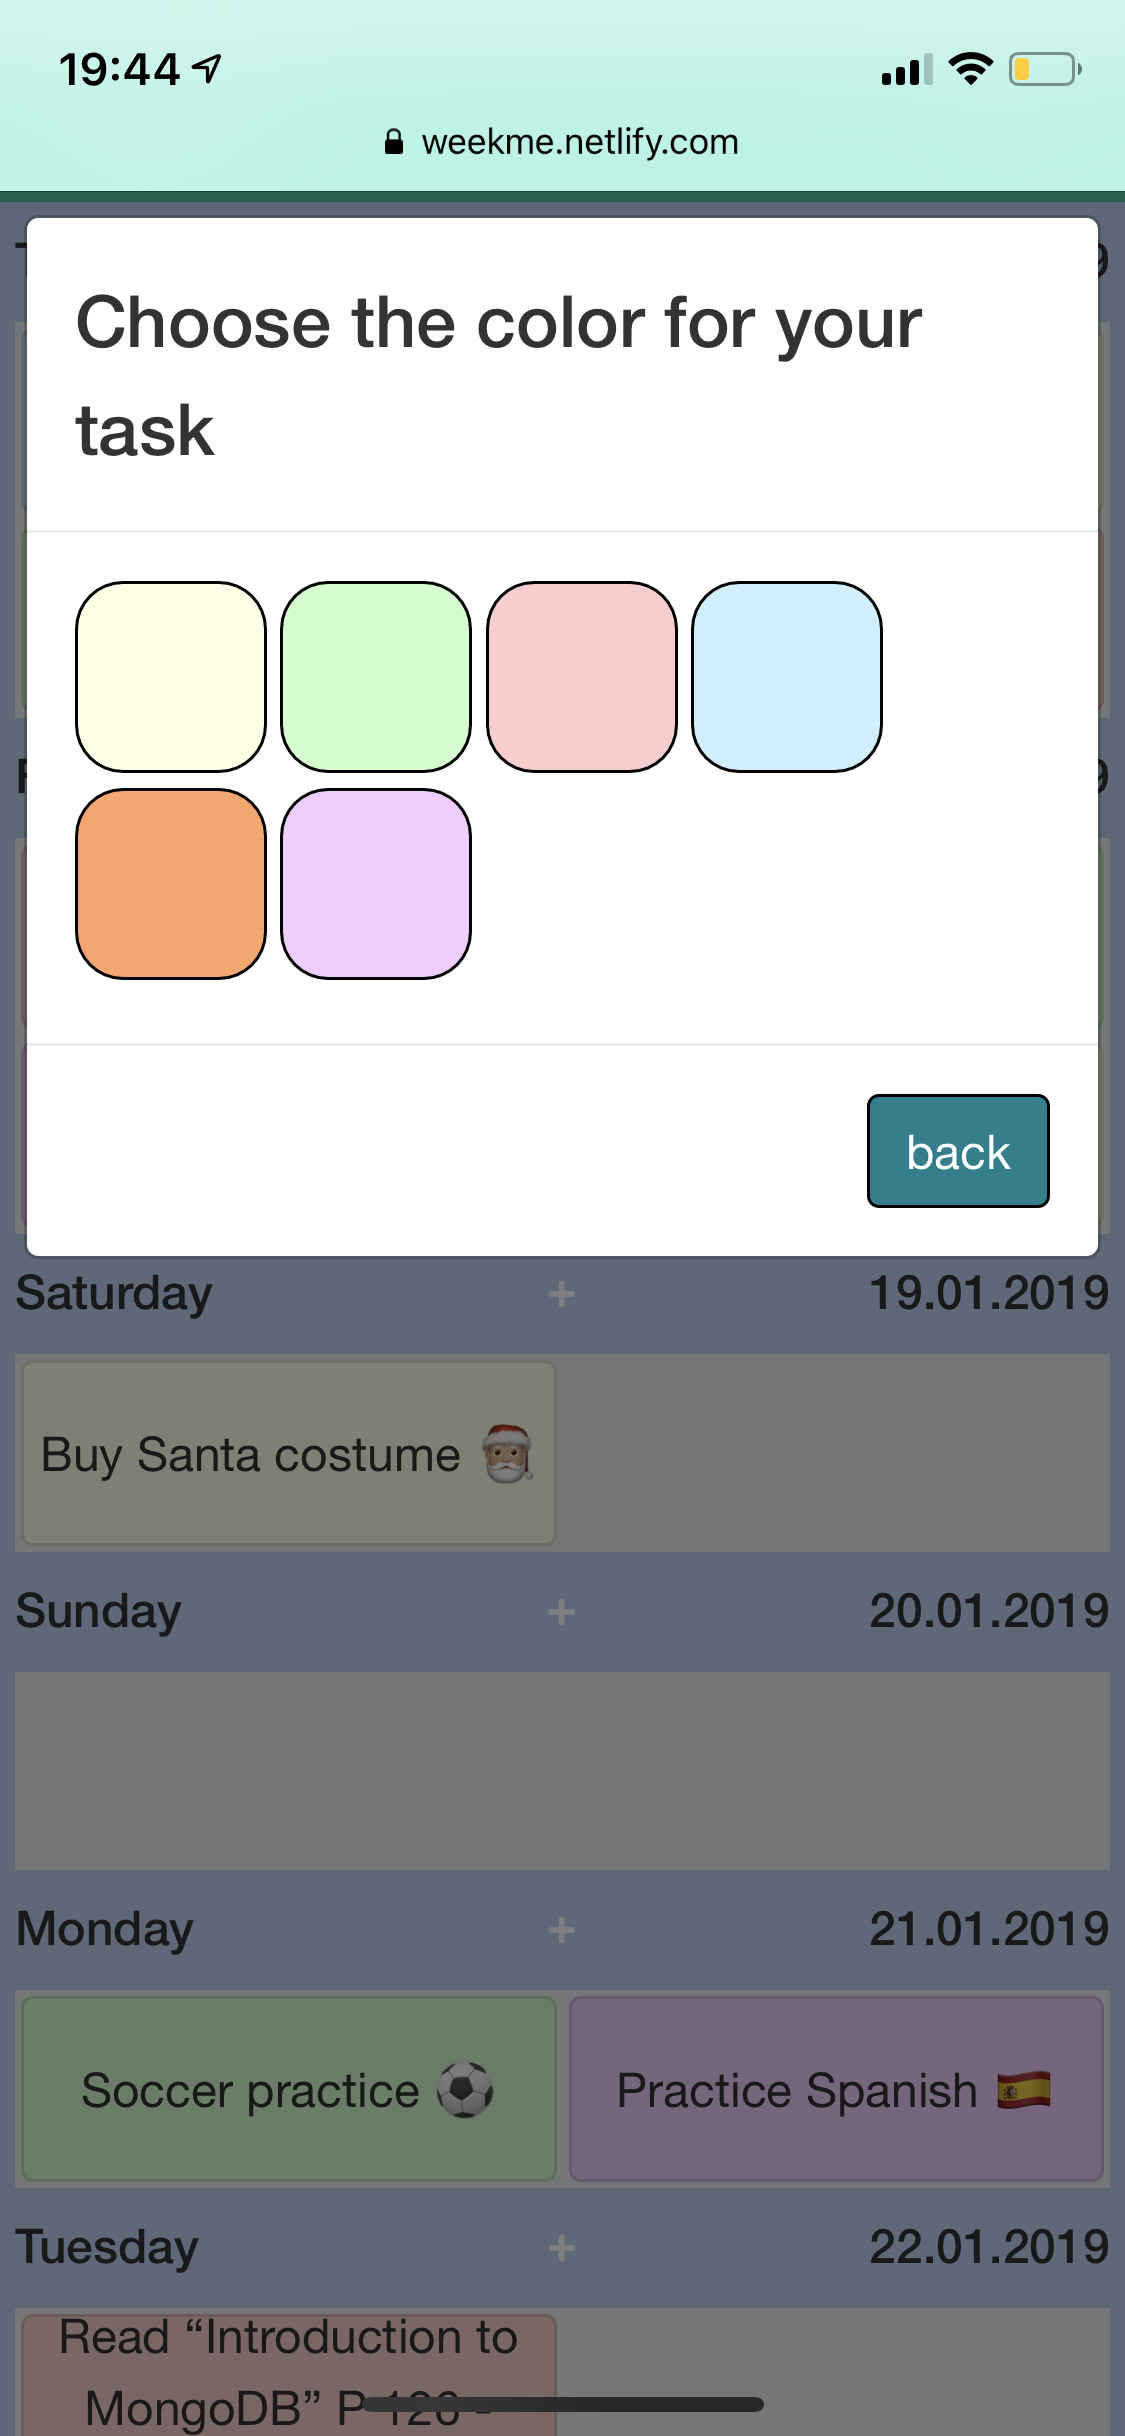 19:44
weekme.netlify.com
Choose the color for your
task
back
Saturday + 19.01.2019
Buy Santa costume 🎅🏼
Sunday + 20.01.2019
Monday + 21.01.2019
Soccer practice ⚽ Practice Spanish 🇪🇸
Tuesday + 22.01.2019
Read “Introduction to
MongoDB” P 126 -